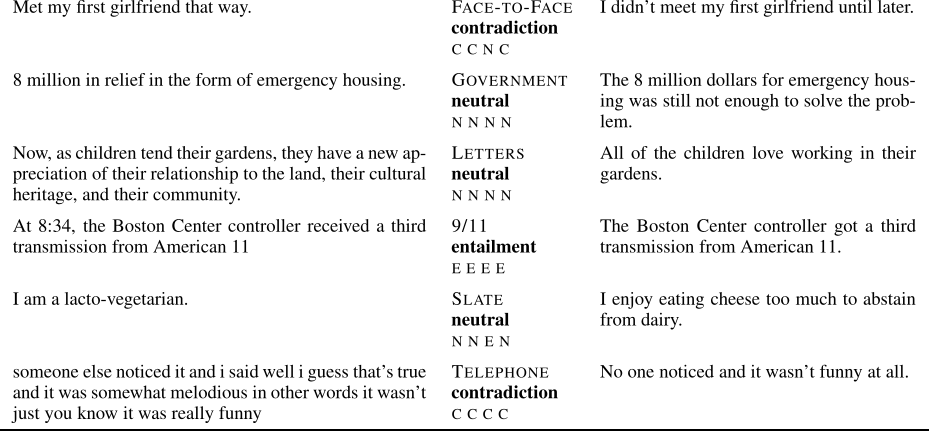 Met my first girlfriend that way.
FACE-TO-FACE
contradiction
C C N C
I didn't meet my first girlfriend until later.
8 million in relief in the form of emergency housing.
GOVERNMENT
neutral
N N N N
The 8 million dollars for emergency hous-
ing was still not enough to solve the prob-
lem.
Now, as children tend their gardens, they have a new ap-
preciation of their relationship to the land, their cultural
heritage, and their community.
LETTERS
neutral
N N N N
All of the children love working in their
gardens.
At 8:34, the Boston Center controller received a third
transmission from American 11
9/11
entailment
E E E E
The Boston Center controller got a third
transmission from American 11.
I am a lacto-vegetarian.
SLATE
neutral
N N E N
I enjoy eating cheese too much to abstain
from dairy.
someone else noticed it and i said well i guess that's true
and it was somewhat melodious in other words it wasn't
just you know it was really funny
TELEPHONE
contradiction
C C C C
No one noticed and it wasn't funny at all.